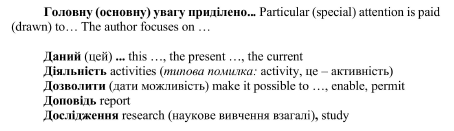 Головну (основну) увагу приділено... Particular (special) attention is paid
(drawn) to… The author focuses on …
Даний (цей) ... this …, the present …, the current
Діяльність activities (типова помилка: activity, це – активність)
Дозволити (дати можливість) make it possible to …, enable, permit
Доповідь report
Дослідження research (наукове вивчення взагалі), study